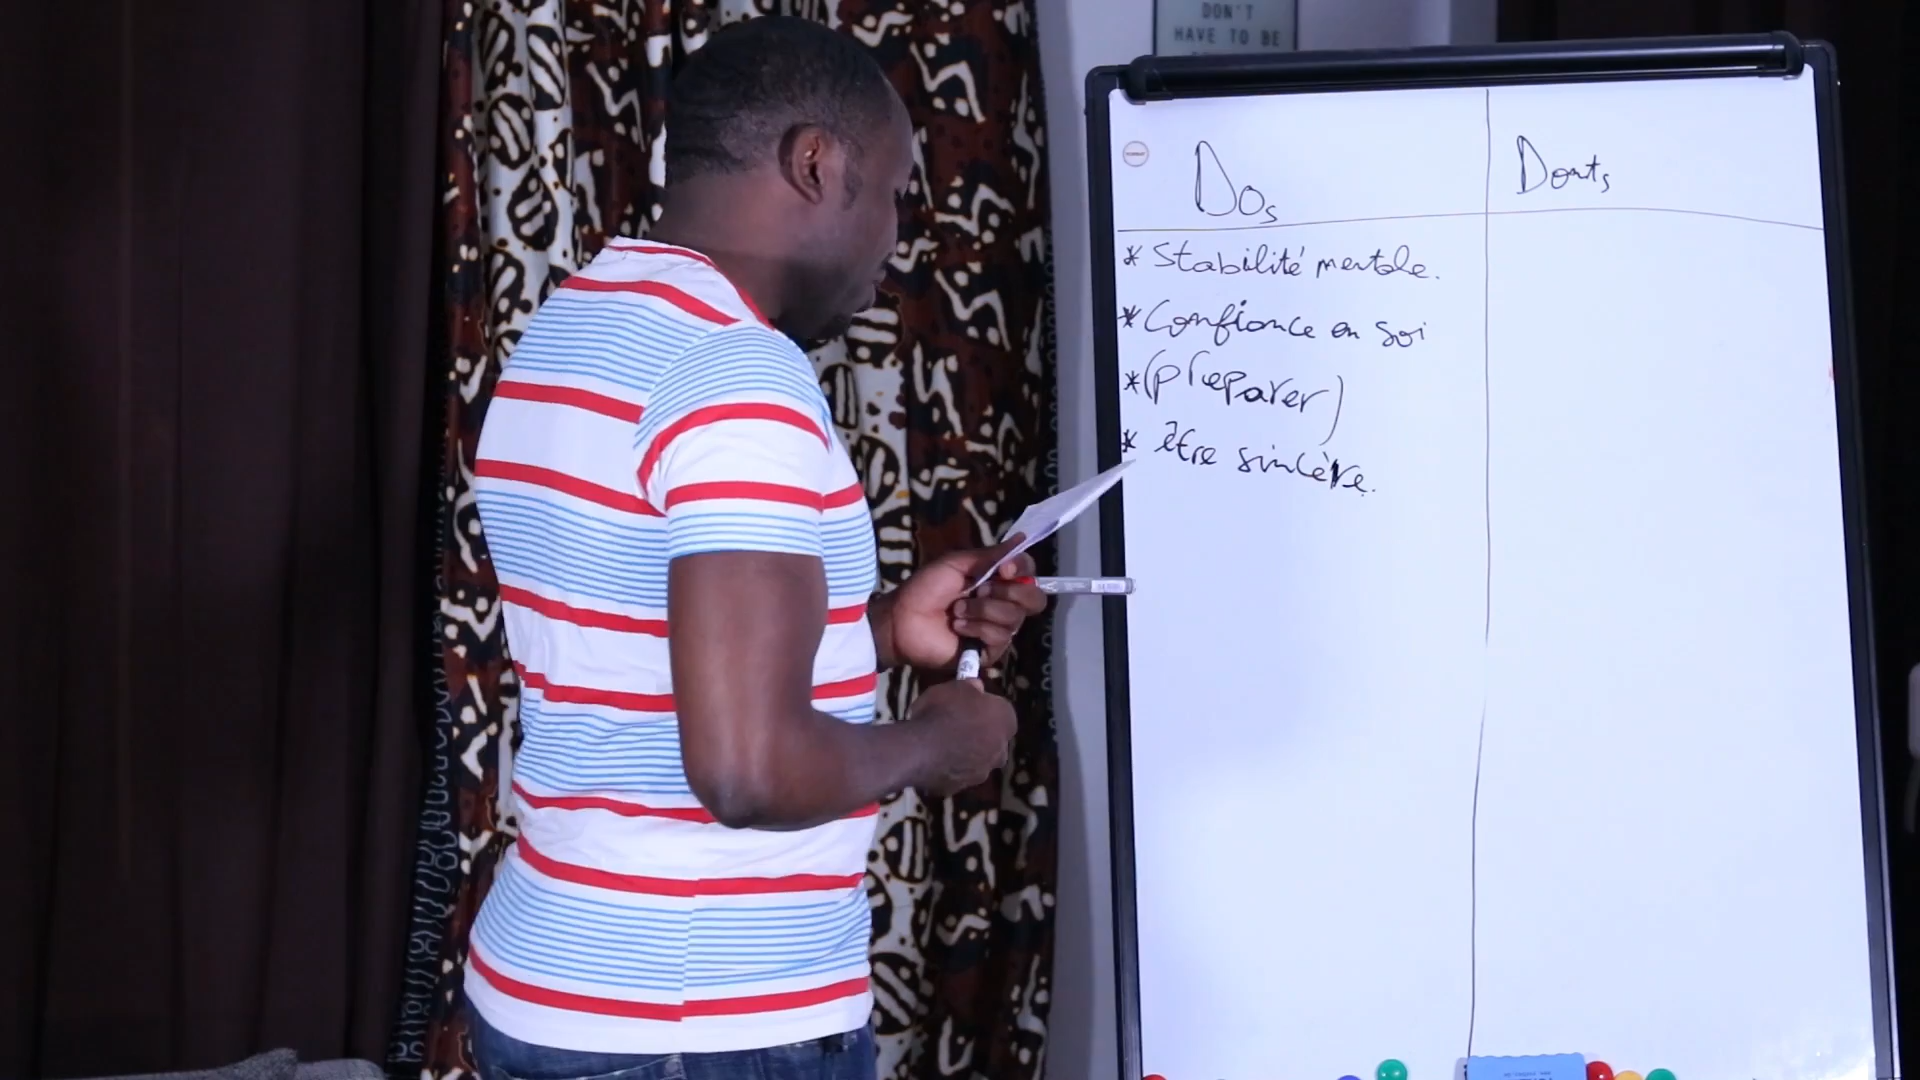 DON'T
HAVE TO BE
Dos
Donts
* Stabilité mentale.
* Confiance en soi
* (preparer)
* être sincère.